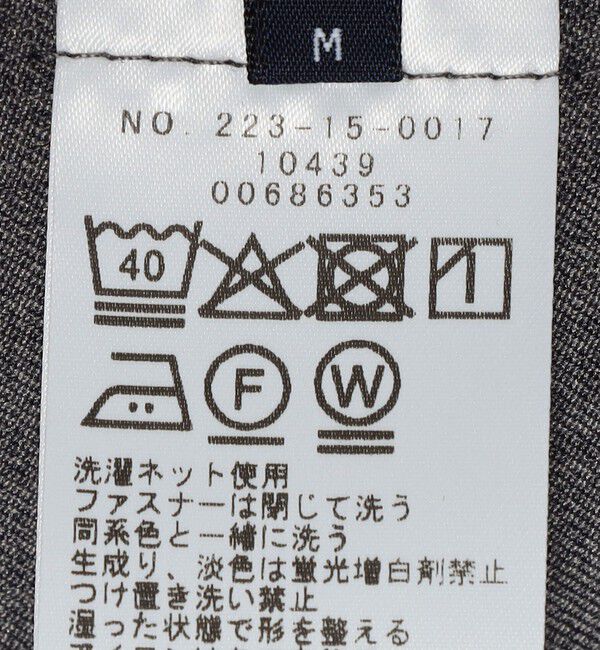 M
NO. 223-15-0017
10439
00686353
40
F W
洗濯ネット使用
ファスナーは閉じて洗う
同系色と一緒に洗う
生成り、淡色は蛍光増白剤禁止
つけ置き洗い禁止
湿った状態で形を整える